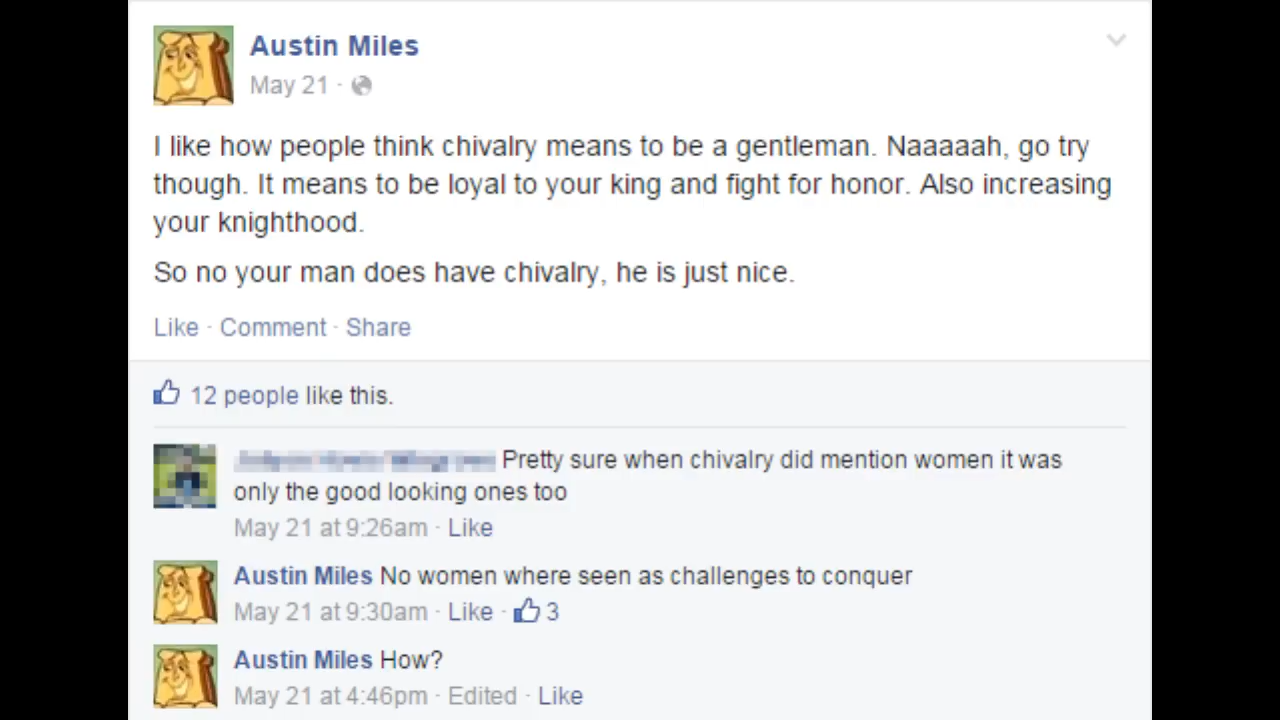 Austin Miles
May 21 ·
I like how people think chivalry means to be a gentleman. Naaaaah, go try
though. It means to be loyal to your king and fight for honor. Also increasing
your knighthood.
So no your man does have chivalry, he is just nice.
Like · Comment · Share
12 people like this.
Pretty sure when chivalry did mention women it was
only the good looking ones too
May 21 at 9:26am · Like
Austin Miles No women where seen as challenges to conquer
May 21 at 9:30am · Like · 3
Austin Miles How?
May 21 at 4:46pm · Edited · Like